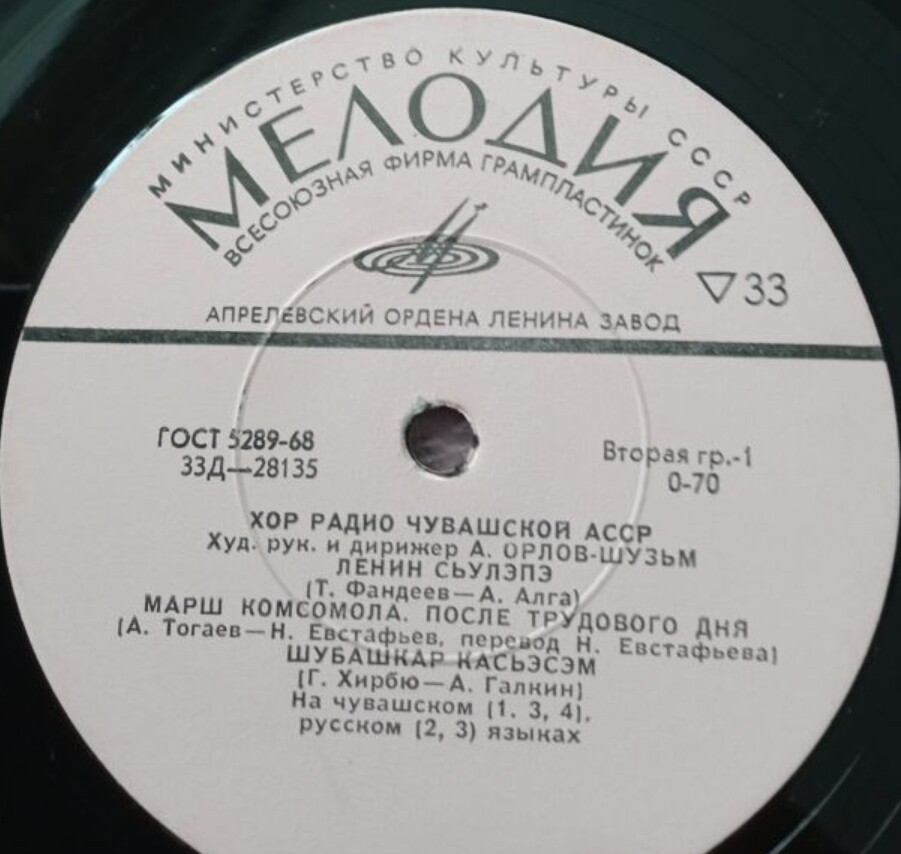 МИНИСТЕРСТВО КУЛЬТУРЫ СССР
МЕЛОДИЯ
ВСЕСОЮЗНАЯ ФИРМА ГРАМПЛАСТИНОК
▽33
АПРЕЛЕВСКИЙ ОРДЕНА ЛЕНИНА ЗАВОД
ГОСТ 5289-68
33Д—28135
Вторая гр.-1
0-70
ХОР РАДИО ЧУВАШСКОЙ АССР
Худ. рук. и дирижер А. ОРЛОВ-ШУЗЬМ
ЛЕНИН СЬУЛЭПЭ
(Т. Фандеев—А. Алга)
МАРШ КОМСОМОЛА. ПОСЛЕ ТРУДОВОГО ДНЯ
(А. Тогаев—Н. Евстафьев, перевод Н. Евстафьева)
ШУБАШКАР КАСЬЭСЭМ
(Г. Хирбю—А. Галкин)
На чувашском (1. 3, 4),
русском (2, 3) языках